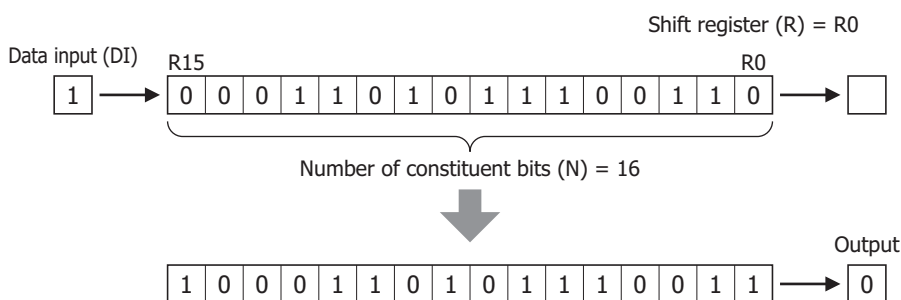 Shift register (R) = R0
Data input (DI)
R15 R0
1 0 0 0 1 1 0 1 0 1 1 1 0 0 1 1 0
Number of constituent bits (N) = 16
Output
1 0 0 0 1 1 0 1 0 1 1 1 0 0 1 1 0